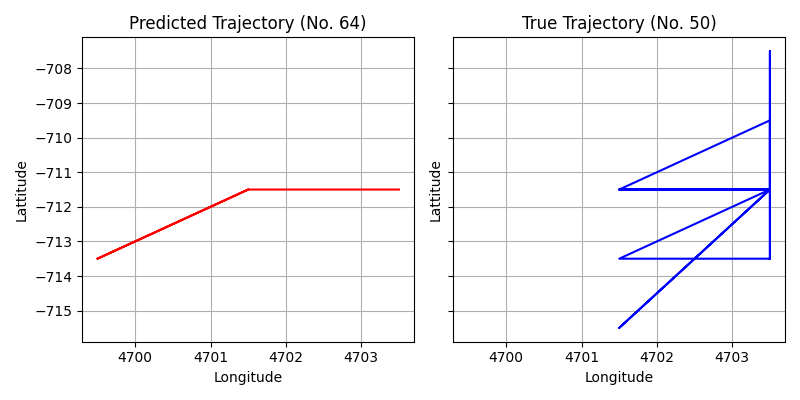 Predicted Trajectory (No. 64)
True Trajectory (No. 50)
−708
−709
−710
−711
−712
−713
−714
−715
Lattitude
Lattitude
4700 4701 4702 4703
4700 4701 4702 4703
Longitude
Longitude